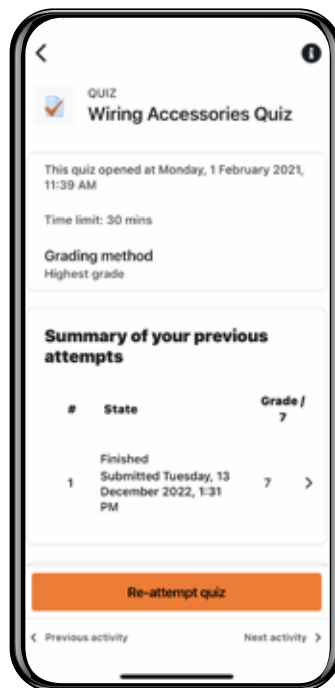 QUIZ
Wiring Accessories Quiz
This quiz opened at Monday, 1 February 2021,
11:39 AM
Time limit: 30 mins
Grading method
Highest grade
Summary of your previous
attempts
# State Grade /
7
Finished
Submitted Tuesday, 13
1 December 2022, 1:31 7
PM
Re-attempt quiz
Previous activity Next activity